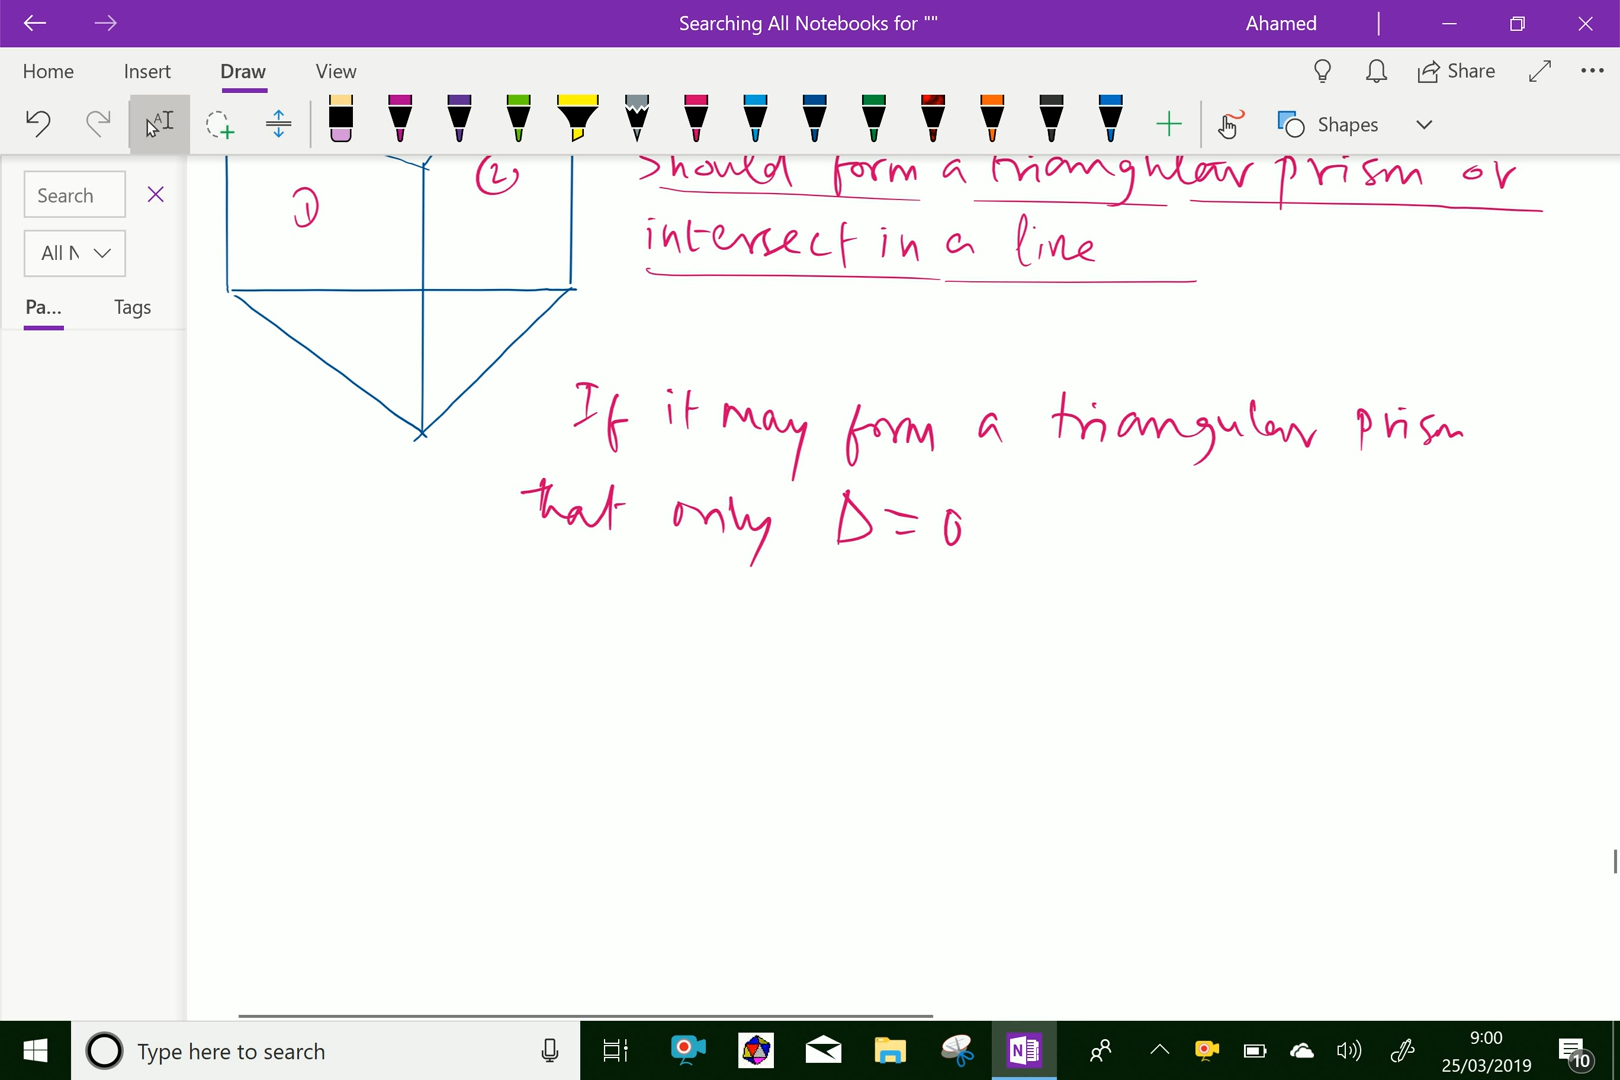 Searching All Notebooks for ""
Ahamed
Home Insert Draw View
Share
Shapes
Search
All N
Pa... Tags
① ②
should form a triangular prism or
intersect in a line
If it may form a triangular prism
that only Δ = 0
Type here to search
9:00
25/03/2019
10